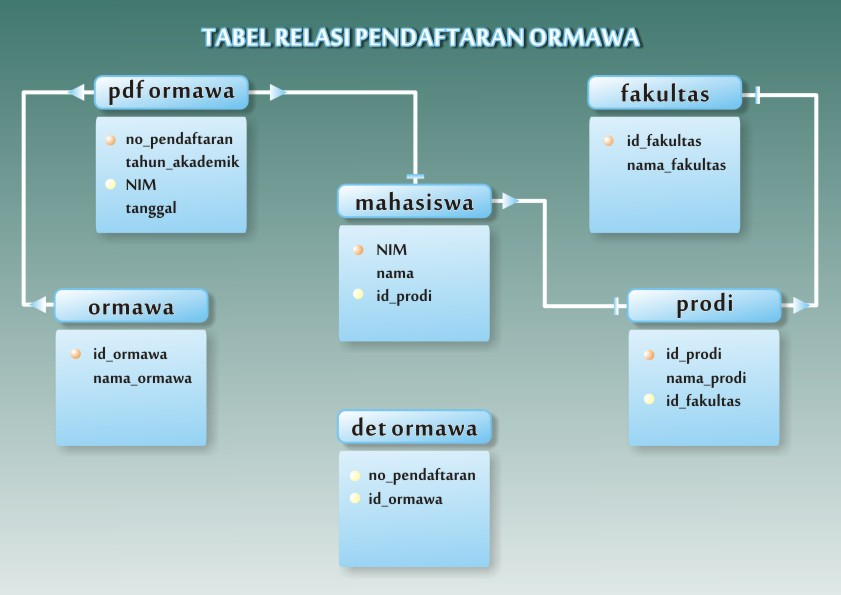 TABEL RELASI PENDAFTARAN ORMAWA
pdf ormawa
no_pendaftaran
tahun_akademik
NIM
tanggal
fakultas
id_fakultas
nama_fakultas
mahasiswa
NIM
nama
id_prodi
ormawa
id_ormawa
nama_ormawa
prodi
id_prodi
nama_prodi
id_fakultas
det ormawa
no_pendaftaran
id_ormawa